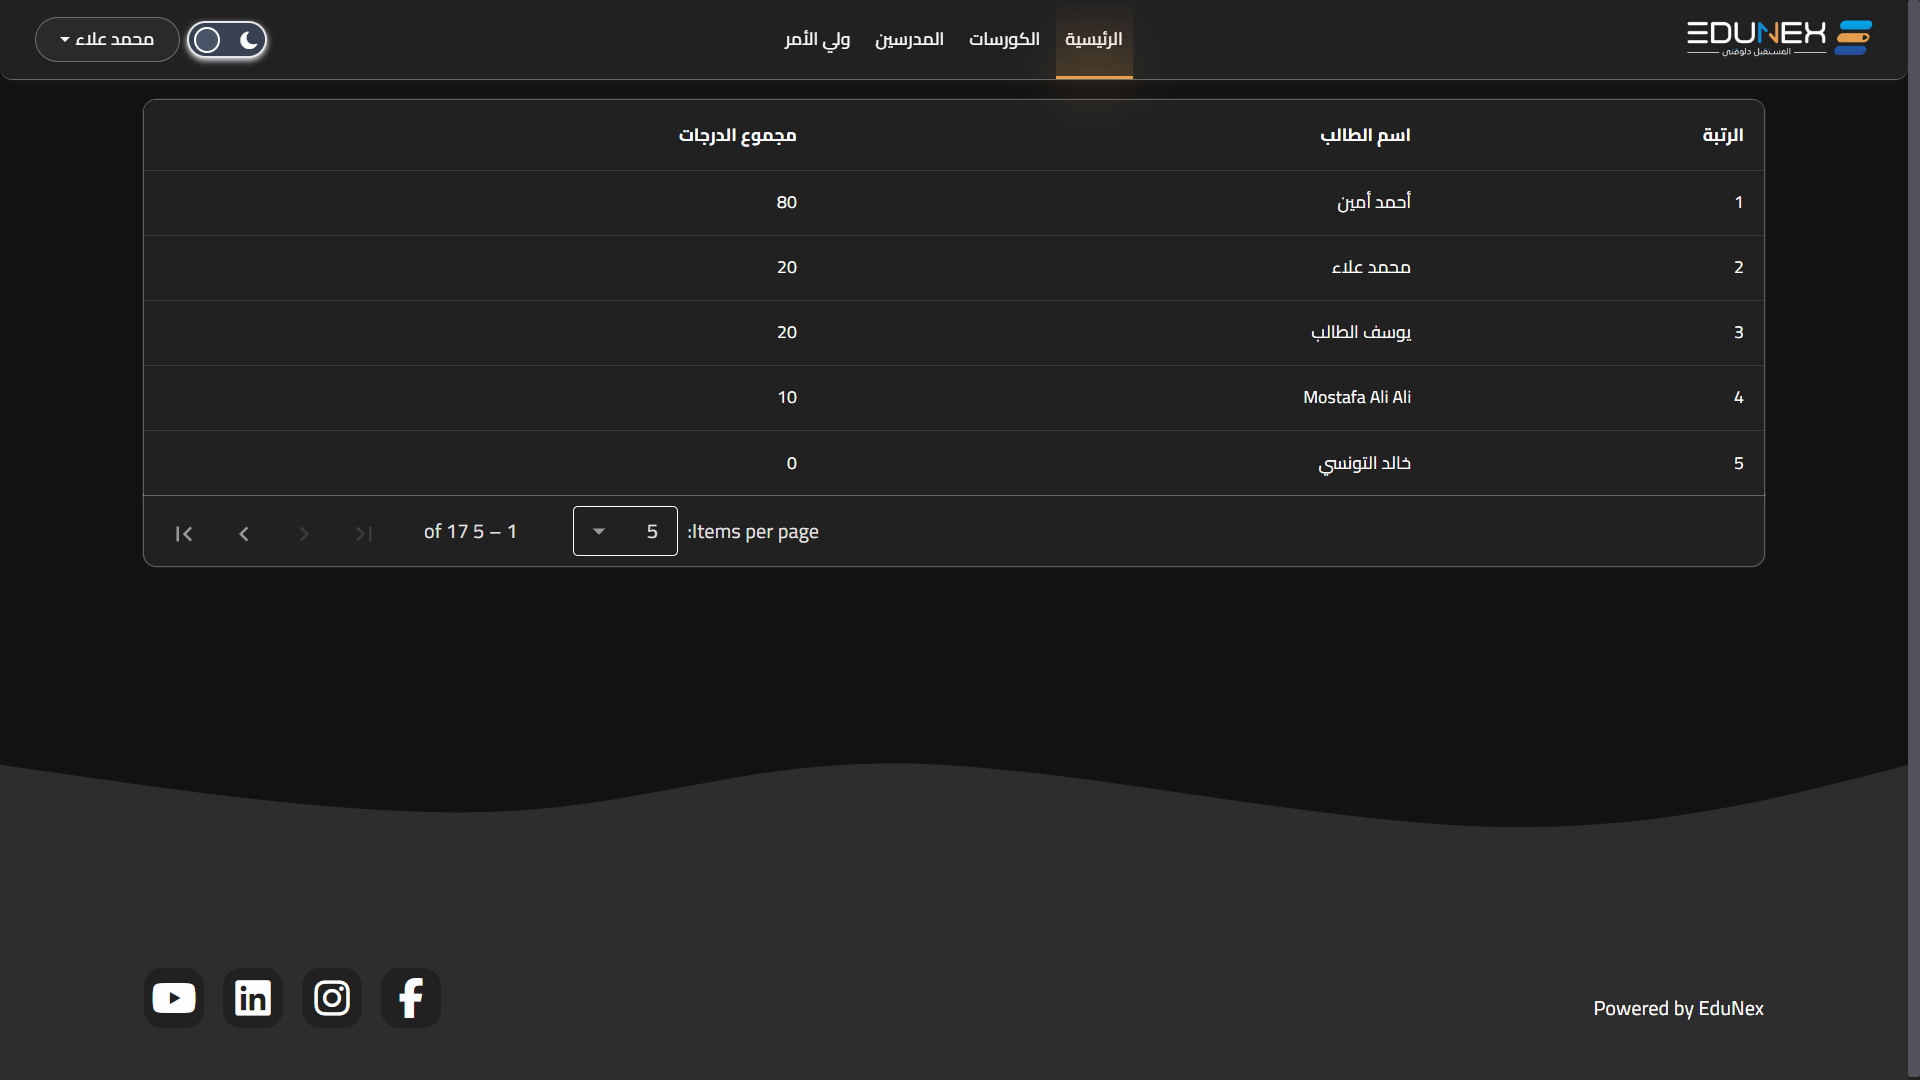 EDUNEX
المستقبل دلوقتي
الرئيسية
الكورسات
المدرسين
ولي الأمر
محمد علاء
الرتبة اسم الطالب مجموع الدرجات
1 أحمد أمين 80
2 محمد علاء 20
3 يوسف الطالب 20
4 Mostafa Ali Ali 10
5 خالد التونسي 0
:Items per page
5
of 17 5 – 1
Powered by EduNex